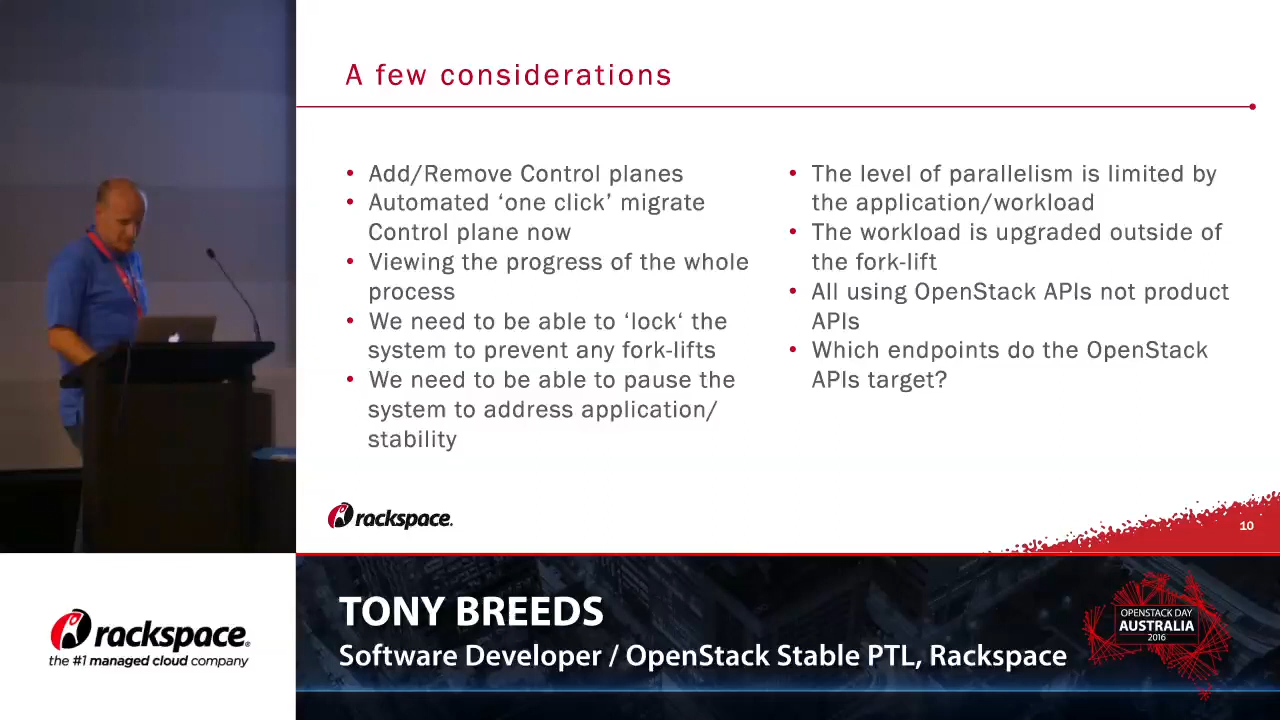 A few considerations
• Add/Remove Control planes
• Automated ‘one click’ migrate
Control plane now
• Viewing the progress of the whole
process
• We need to be able to ‘lock‘ the
system to prevent any fork-lifts
• We need to be able to pause the
system to address application/
stability
• The level of parallelism is limited by
the application/workload
• The workload is upgraded outside of
the fork-lift
• All using OpenStack APIs not product
APIs
• Which endpoints do the OpenStack
APIs target?
rackspace.
10
rackspace®
the #1 managed cloud company
TONY BREEDS
Software Developer / OpenStack Stable PTL, Rackspace
OPENSTACK DAY
AUSTRALIA
2016